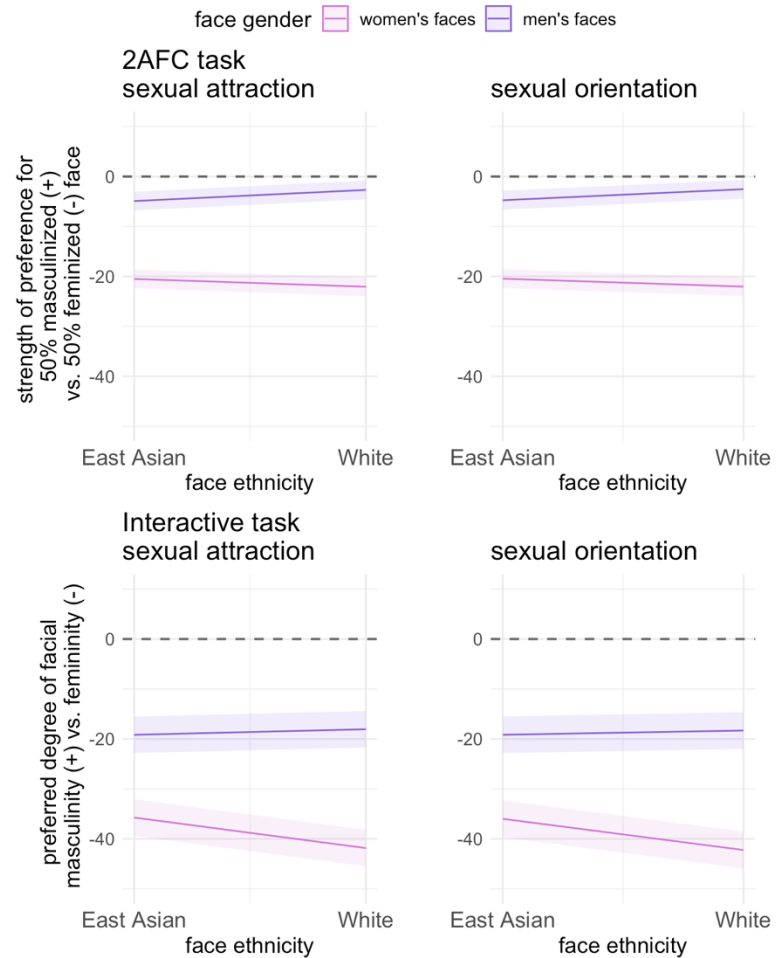 face gender women's faces men's faces
2AFC task
sexual attraction
sexual orientation
strength of preference for
50% masculinized (+)
vs. 50% feminized (-) face
0
-20
-40
East Asian White
face ethnicity
0
-20
-40
East Asian White
face ethnicity
Interactive task
sexual attraction
sexual orientation
preferred degree of facial
masculinity (+) vs. femininity (-)
0
-20
-40
East Asian White
face ethnicity
0
-20
-40
East Asian White
face ethnicity